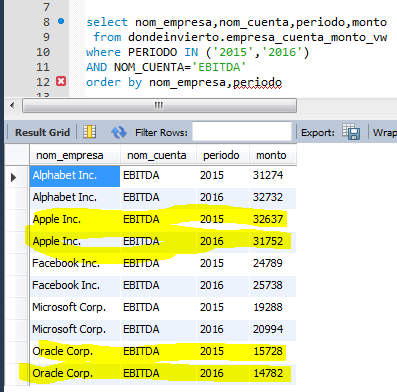 7
8 select nom_empresa,nom_cuenta,periodo,monto
9 from dondeinvierto.empresa_cuenta_monto_vw
10 where PERIODO IN ('2015','2016')
11 AND NOM_CUENTA='EBITDA'
12 order by nom_empresa,periodo
Result Grid Filter Rows: Export: Wrap
nom_empresa nom_cuenta periodo monto
Alphabet Inc. EBITDA 2015 31274
Alphabet Inc. EBITDA 2016 32732
Apple Inc. EBITDA 2015 32637
Apple Inc. EBITDA 2016 31752
Facebook Inc. EBITDA 2015 24789
Facebook Inc. EBITDA 2016 25738
Microsoft Corp. EBITDA 2015 19288
Microsoft Corp. EBITDA 2016 20994
Oracle Corp. EBITDA 2015 15728
Oracle Corp. EBITDA 2016 14782